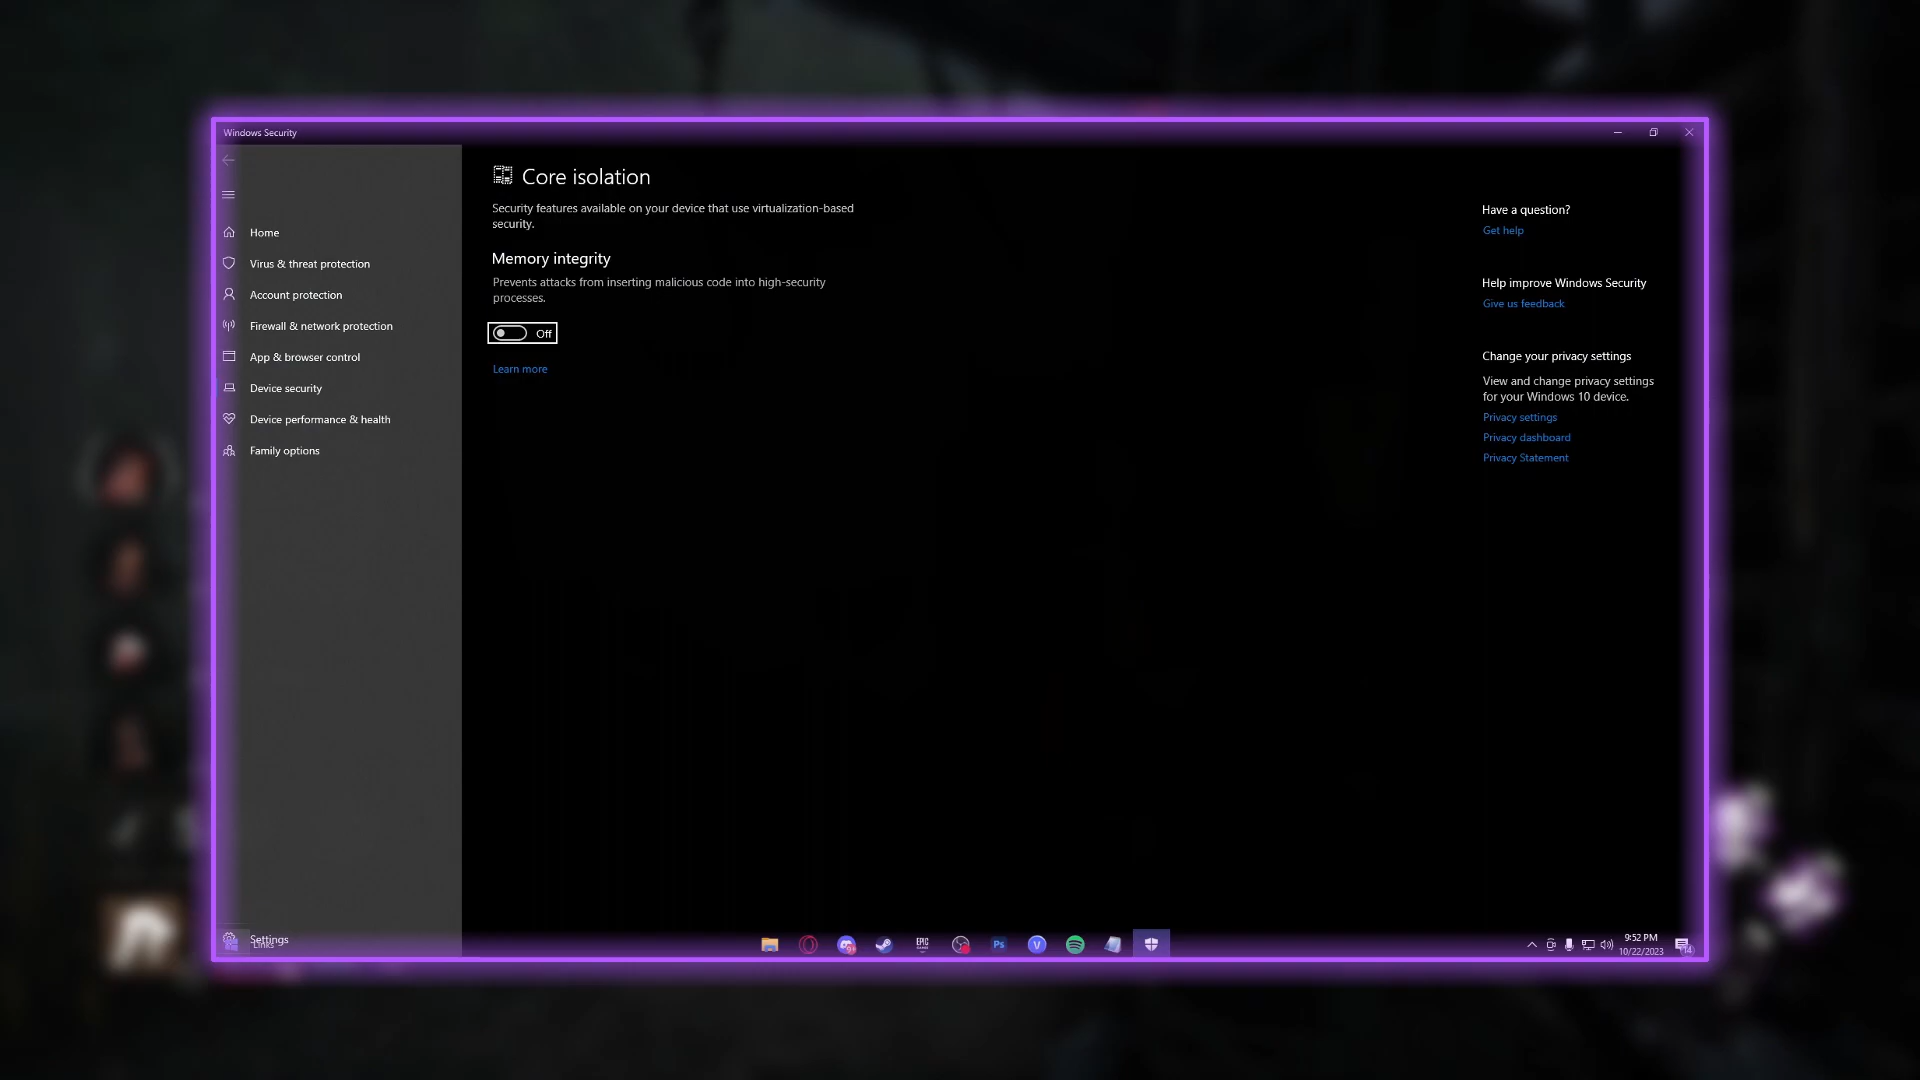 Windows Security
Core isolation
Security features available on your device that use virtualization-based
security.
Memory integrity
Prevents attacks from inserting malicious code into high-security
processes.
Off
Learn more
Home
Virus & threat protection
Account protection
Firewall & network protection
App & browser control
Device security
Device performance & health
Family options
Settings
Links
Have a question?
Get help
Help improve Windows Security
Give us feedback
Change your privacy settings
View and change privacy settings
for your Windows 10 device.
Privacy settings
Privacy dashboard
Privacy Statement
EPIC
Ps
V
9:52 PM
10/22/2023
14